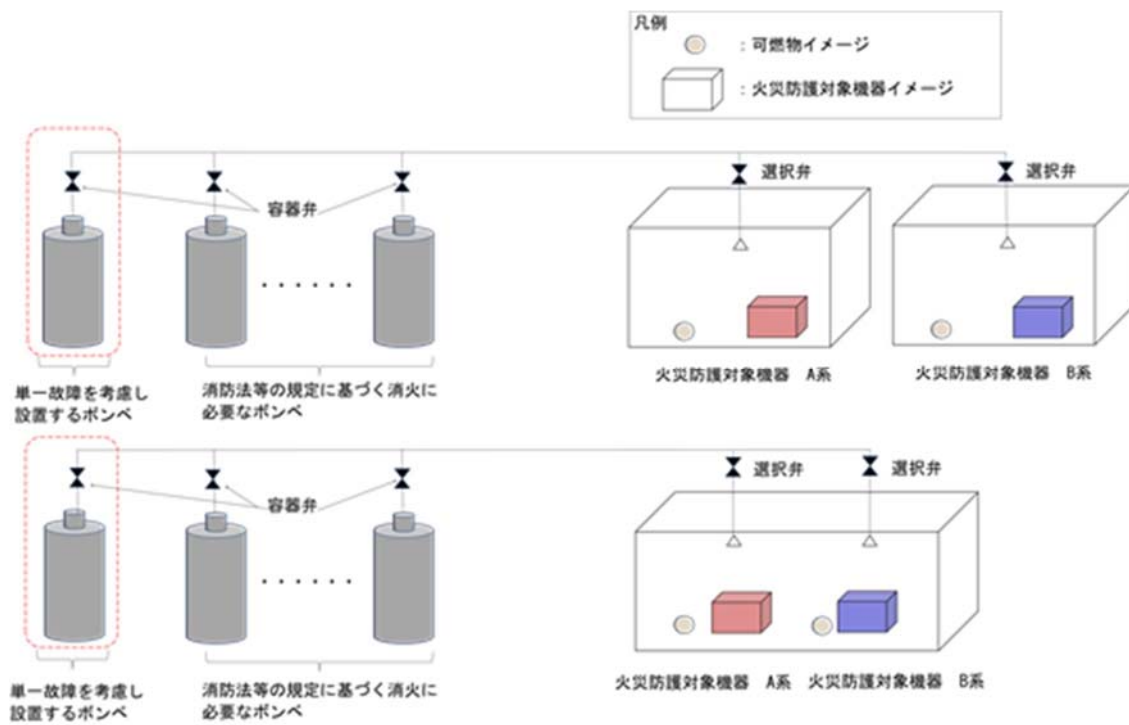 凡例
：可燃物イメージ
：火災防護対象機器イメージ
選択弁
選択弁
容器弁
・・・・・・
火災防護対象機器　A系
火災防護対象機器　B系
単一故障を考慮し
設置するボンベ
消防法等の規定に基づく消火に
必要なボンベ
選択弁
選択弁
容器弁
・・・・・・
火災防護対象機器　A系
火災防護対象機器　B系
単一故障を考慮し
設置するボンベ
消防法等の規定に基づく消火に
必要なボンベ